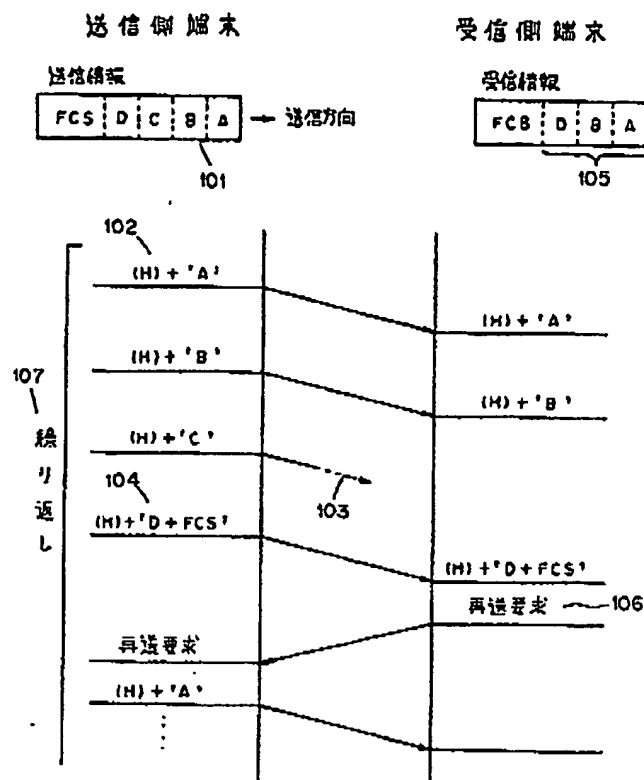 送信側端末
受信側端末
送信情報
受信情報
FCS D C B A
送信方向
FCB D B A
101
105
102
(H)+「A」
(H)+「A」
(H)+「B」
(H)+「B」
107
繰り返し
(H)+「C」
103
104
(H)+「D+FCS」
(H)+「D+FCS」
再送要求
106
再送要求
(H)+「A」